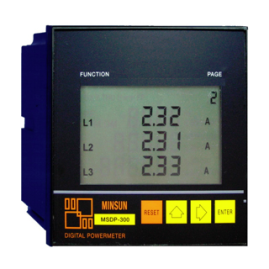 FUNCTION PAGE
2
L1 2.32 A
L2 2.31 A
L3 2.33 A
MINSUN
MSDP-300
RESET ENTER
DIGITAL POWERMETER